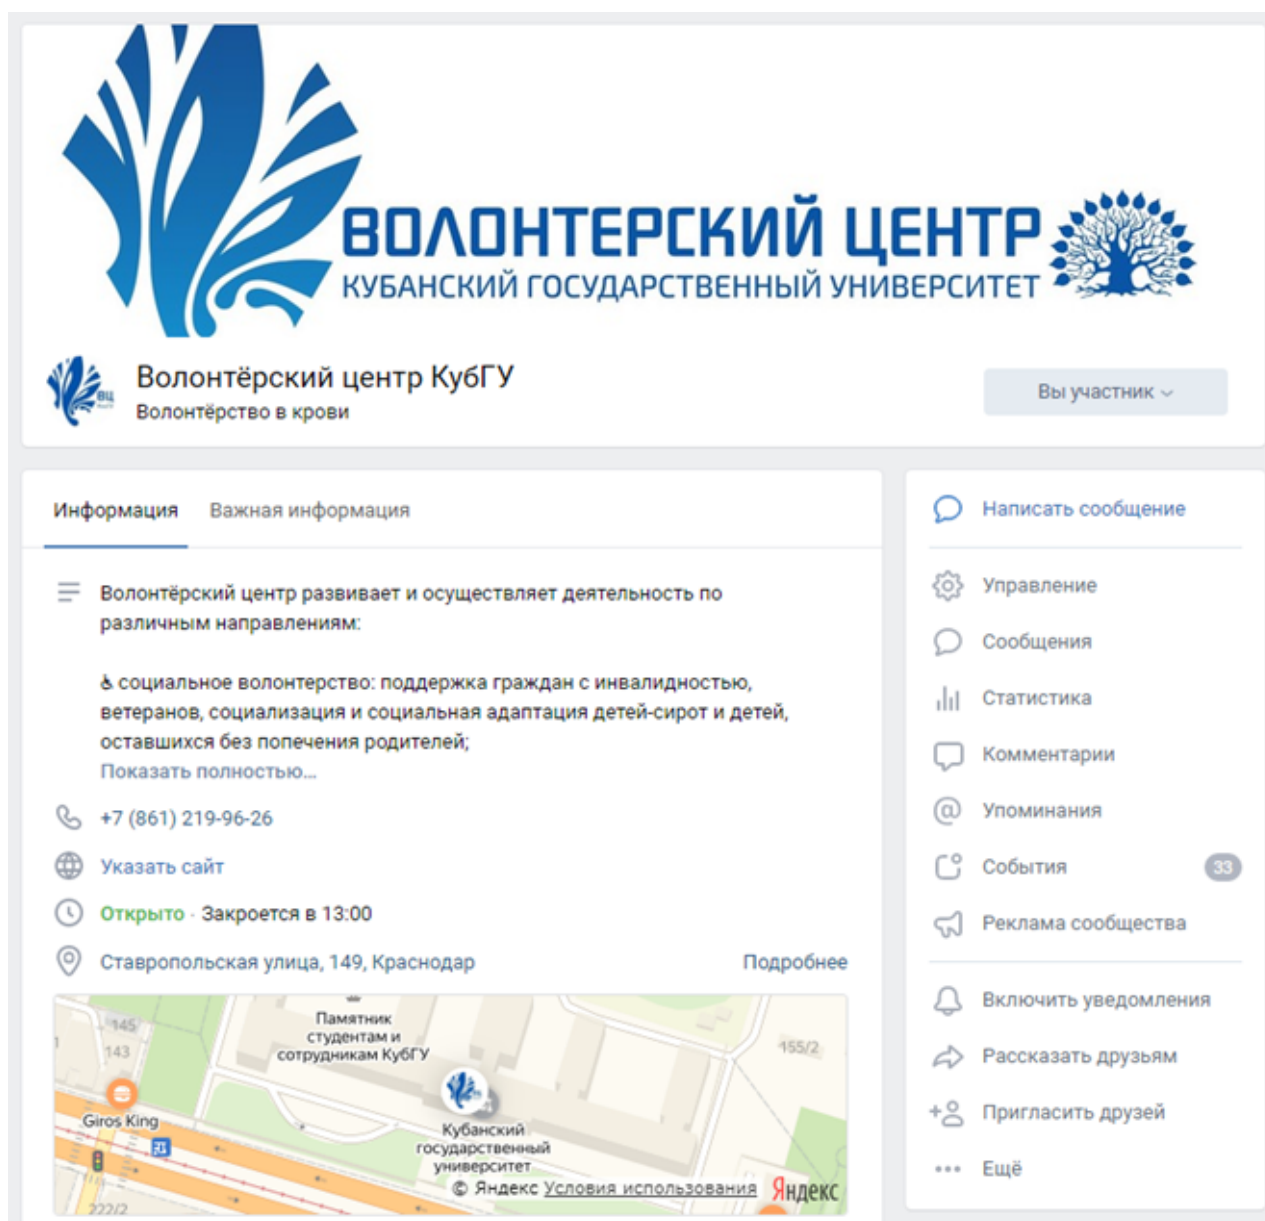 ВОЛОНТЕРСКИЙ ЦЕНТР
КУБАНСКИЙ ГОСУДАРСТВЕННЫЙ УНИВЕРСИТЕТ
ВЦ
Волонтёрский центр КубГУ
Волонтёрство в крови
Вы участник
Информация Важная информация
Волонтёрский центр развивает и осуществляет деятельность по
различным направлениям:
♿ социальное волонтерство: поддержка граждан с инвалидностью,
ветеранов, социализация и социальная адаптация детей-сирот и детей,
оставшихся без попечения родителей;
Показать полностью...
+7 (861) 219-96-26
Указать сайт
Открыто · Закроется в 13:00
Ставропольская улица, 149, Краснодар Подробнее
145
143
Памятник
студентам и
сотрудникам КубГУ
155/2
Giros King
Кубанский
государственный
университет
222/2
© Яндекс Условия использования Яндекс
Написать сообщение
Управление
Сообщения
Статистика
Комментарии
Упоминания
События 33
Реклама сообщества
Включить уведомления
Рассказать друзьям
Пригласить друзей
Ещё